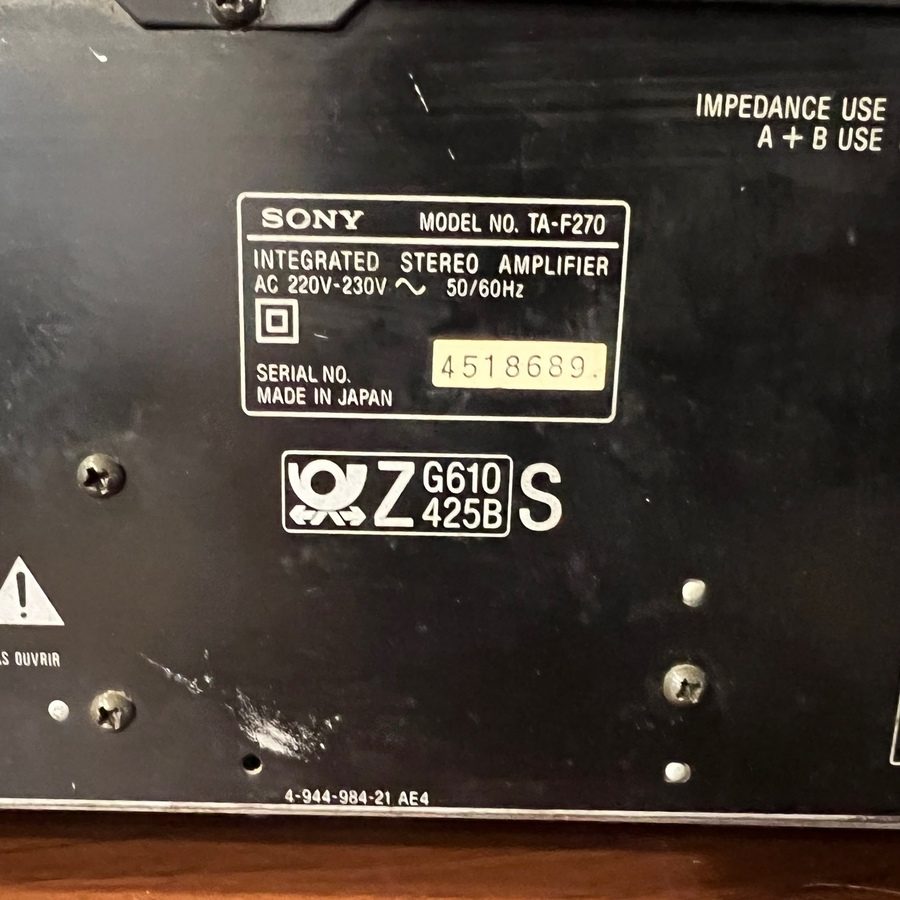 IMPEDANCE USE
A + B USE
SONY MODEL NO. TA-F270
INTEGRATED STEREO AMPLIFIER
AC 220V-230V ~ 50/60Hz
4518689.
SERIAL NO.
MADE IN JAPAN
Z G610 S
425B
OUVRIR
4-944-984-21 AE4